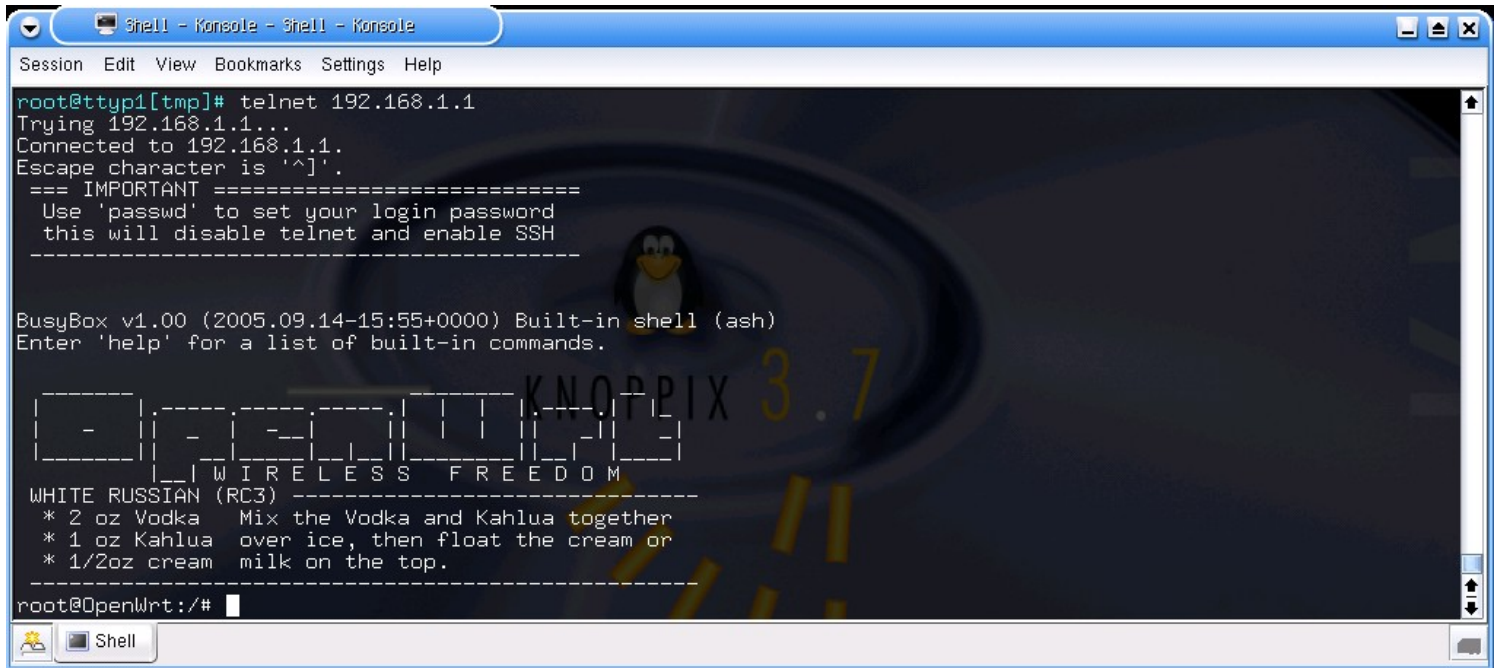 Shell - Konsole - Shell - Konsole
Session Edit View Bookmarks Settings Help
root@ttyp1[tmp]# telnet 192.168.1.1
Trying 192.168.1.1...
Connected to 192.168.1.1.
Escape character is '^]'.
=== IMPORTANT ============================
Use 'passwd' to set your login password
this will disable telnet and enable SSH
------------------------------------------
BusyBox v1.00 (2005.09.14-15:55+0000) Built-in shell (ash)
Enter 'help' for a list of built-in commands.
KNOPPIX 3.7
OpenWrt
W I R E L E S S   F R E E D O M
WHITE RUSSIAN (RC3) -------------------------------
* 2 oz Vodka   Mix the Vodka and Kahlua together
* 1 oz Kahlua  over ice, then float the cream or
* 1/2oz cream  milk on the top.
---------------------------------------------------
root@OpenWrt:/#
Shell